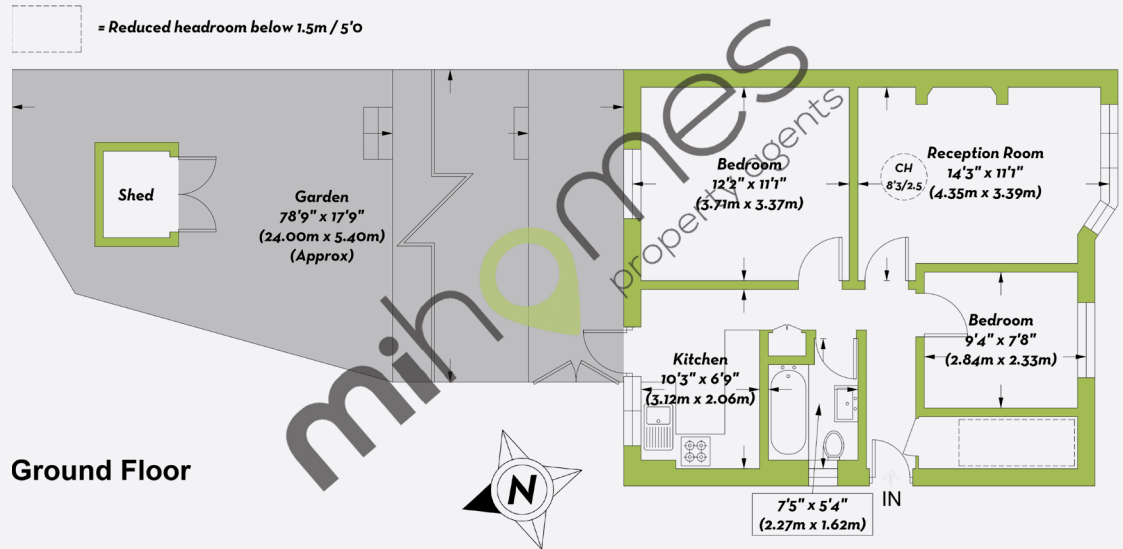 = Reduced headroom below 1.5m / 5'0
Shed
Garden
78'9" x 17'9"
(24.00m x 5.40m)
(Approx)
Bedroom
12'2" x 11'1"
(3.71m x 3.37m)
CH
8'3/2.5
Reception Room
14'3" x 11'1"
(4.35m x 3.39m)
Bedroom
9'4" x 7'8"
(2.84m x 2.33m)
Kitchen
10'3" x 6'9"
(3.12m x 2.06m)
7'5" x 5'4"
(2.27m x 1.62m)
IN
Ground Floor
N
mihomes
property agents